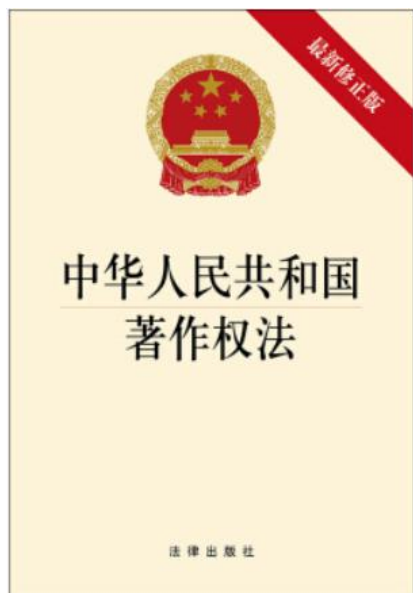 最新修正版
中华人民共和国
著作权法
法律出版社